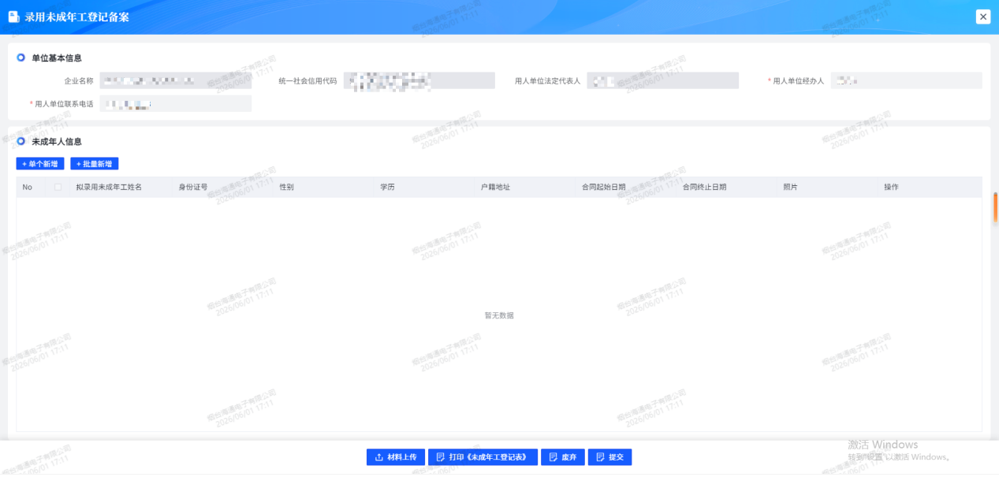 录用未成年工登记备案
单位基本信息
企业名称 统一社会信用代码 用人单位法定代表人 * 用人单位经办人
* 用人单位联系电话
未成年人信息
+ 单个新增 + 批量新增
No 拟录用未成年工姓名 身份证号 性别 学历 户籍地址 合同起始日期 合同终止日期 照片 操作
暂无数据
材料上传 打印《未成年工登记表》 废弃 提交
激活 Windows
转到"设置"以激活 Windows。
烟台海通电子有限公司
2026/06/01 17:11